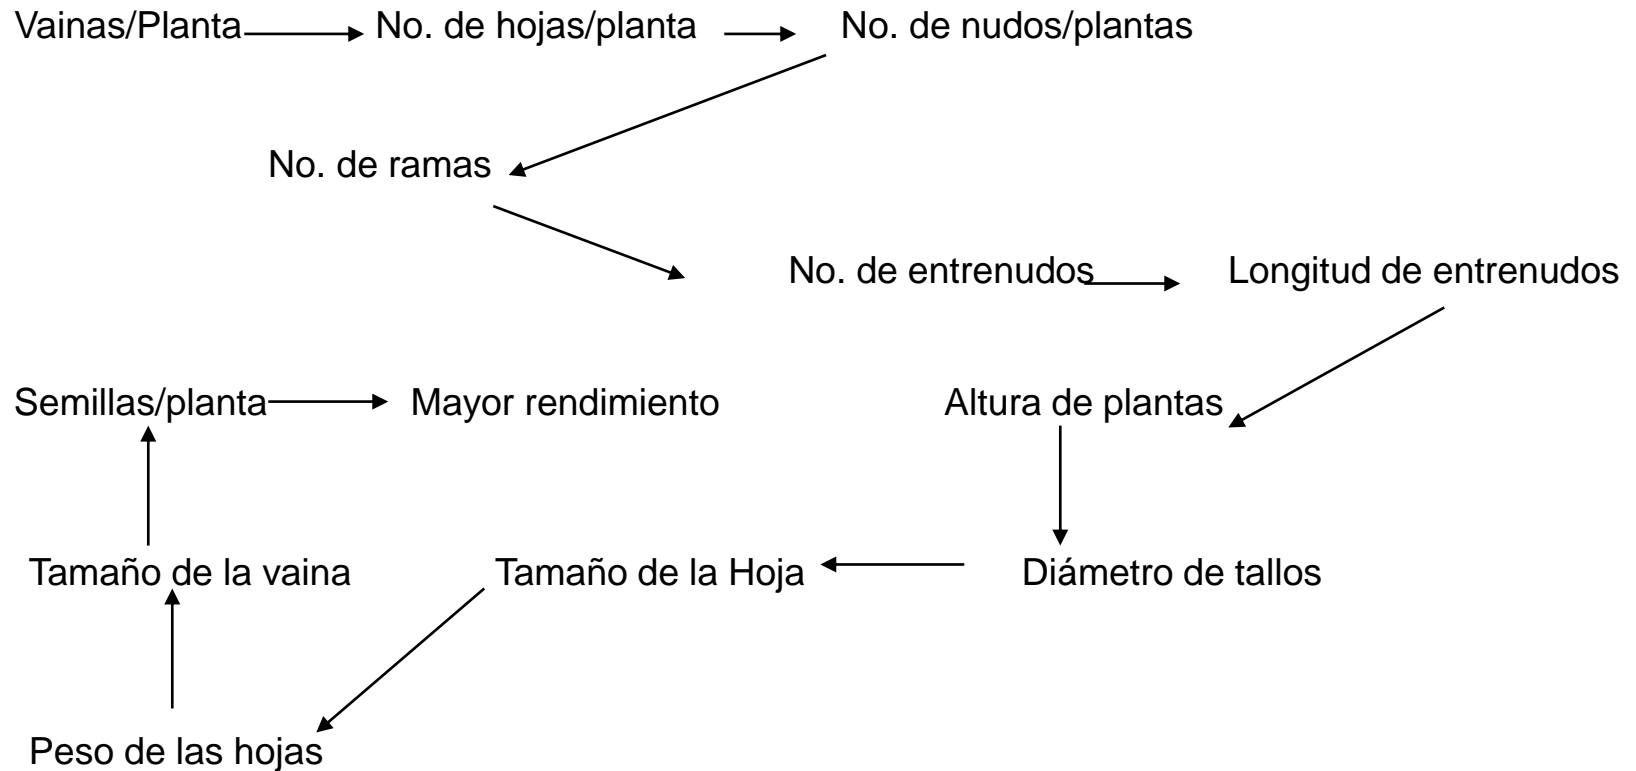 Vainas/Planta No. de hojas/planta No. de nudos/plantas
No. de ramas
No. de entrenudos Longitud de entrenudos
Semillas/planta Mayor rendimiento Altura de plantas
Tamaño de la vaina Tamaño de la Hoja Diámetro de tallos
Peso de las hojas